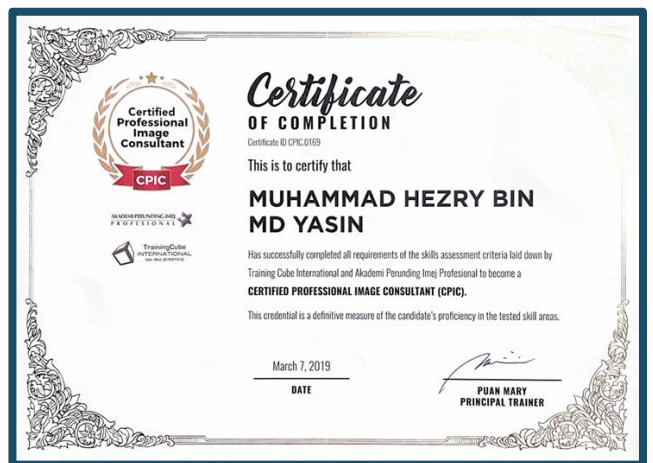 Certified
Professional
Image
Consultant
CPIC
AKADEMI PERUNDING IMEJ
PROFESIONAL
TrainingCube
INTERNATIONAL
Certificate
OF COMPLETION
Certificate ID CPIC.0169
This is to certify that
MUHAMMAD HEZRY BIN
MD YASIN
Has successfully completed all requirements of the skills assessment criteria laid down by
Training Cube International and Akademi Perunding Imej Profesional to become a
CERTIFIED PROFESSIONAL IMAGE CONSULTANT (CPIC).
This credential is a definitive measure of the candidate's proficiency in the tested skill areas.
March 7, 2019
DATE
PUAN MARY
PRINCIPAL TRAINER